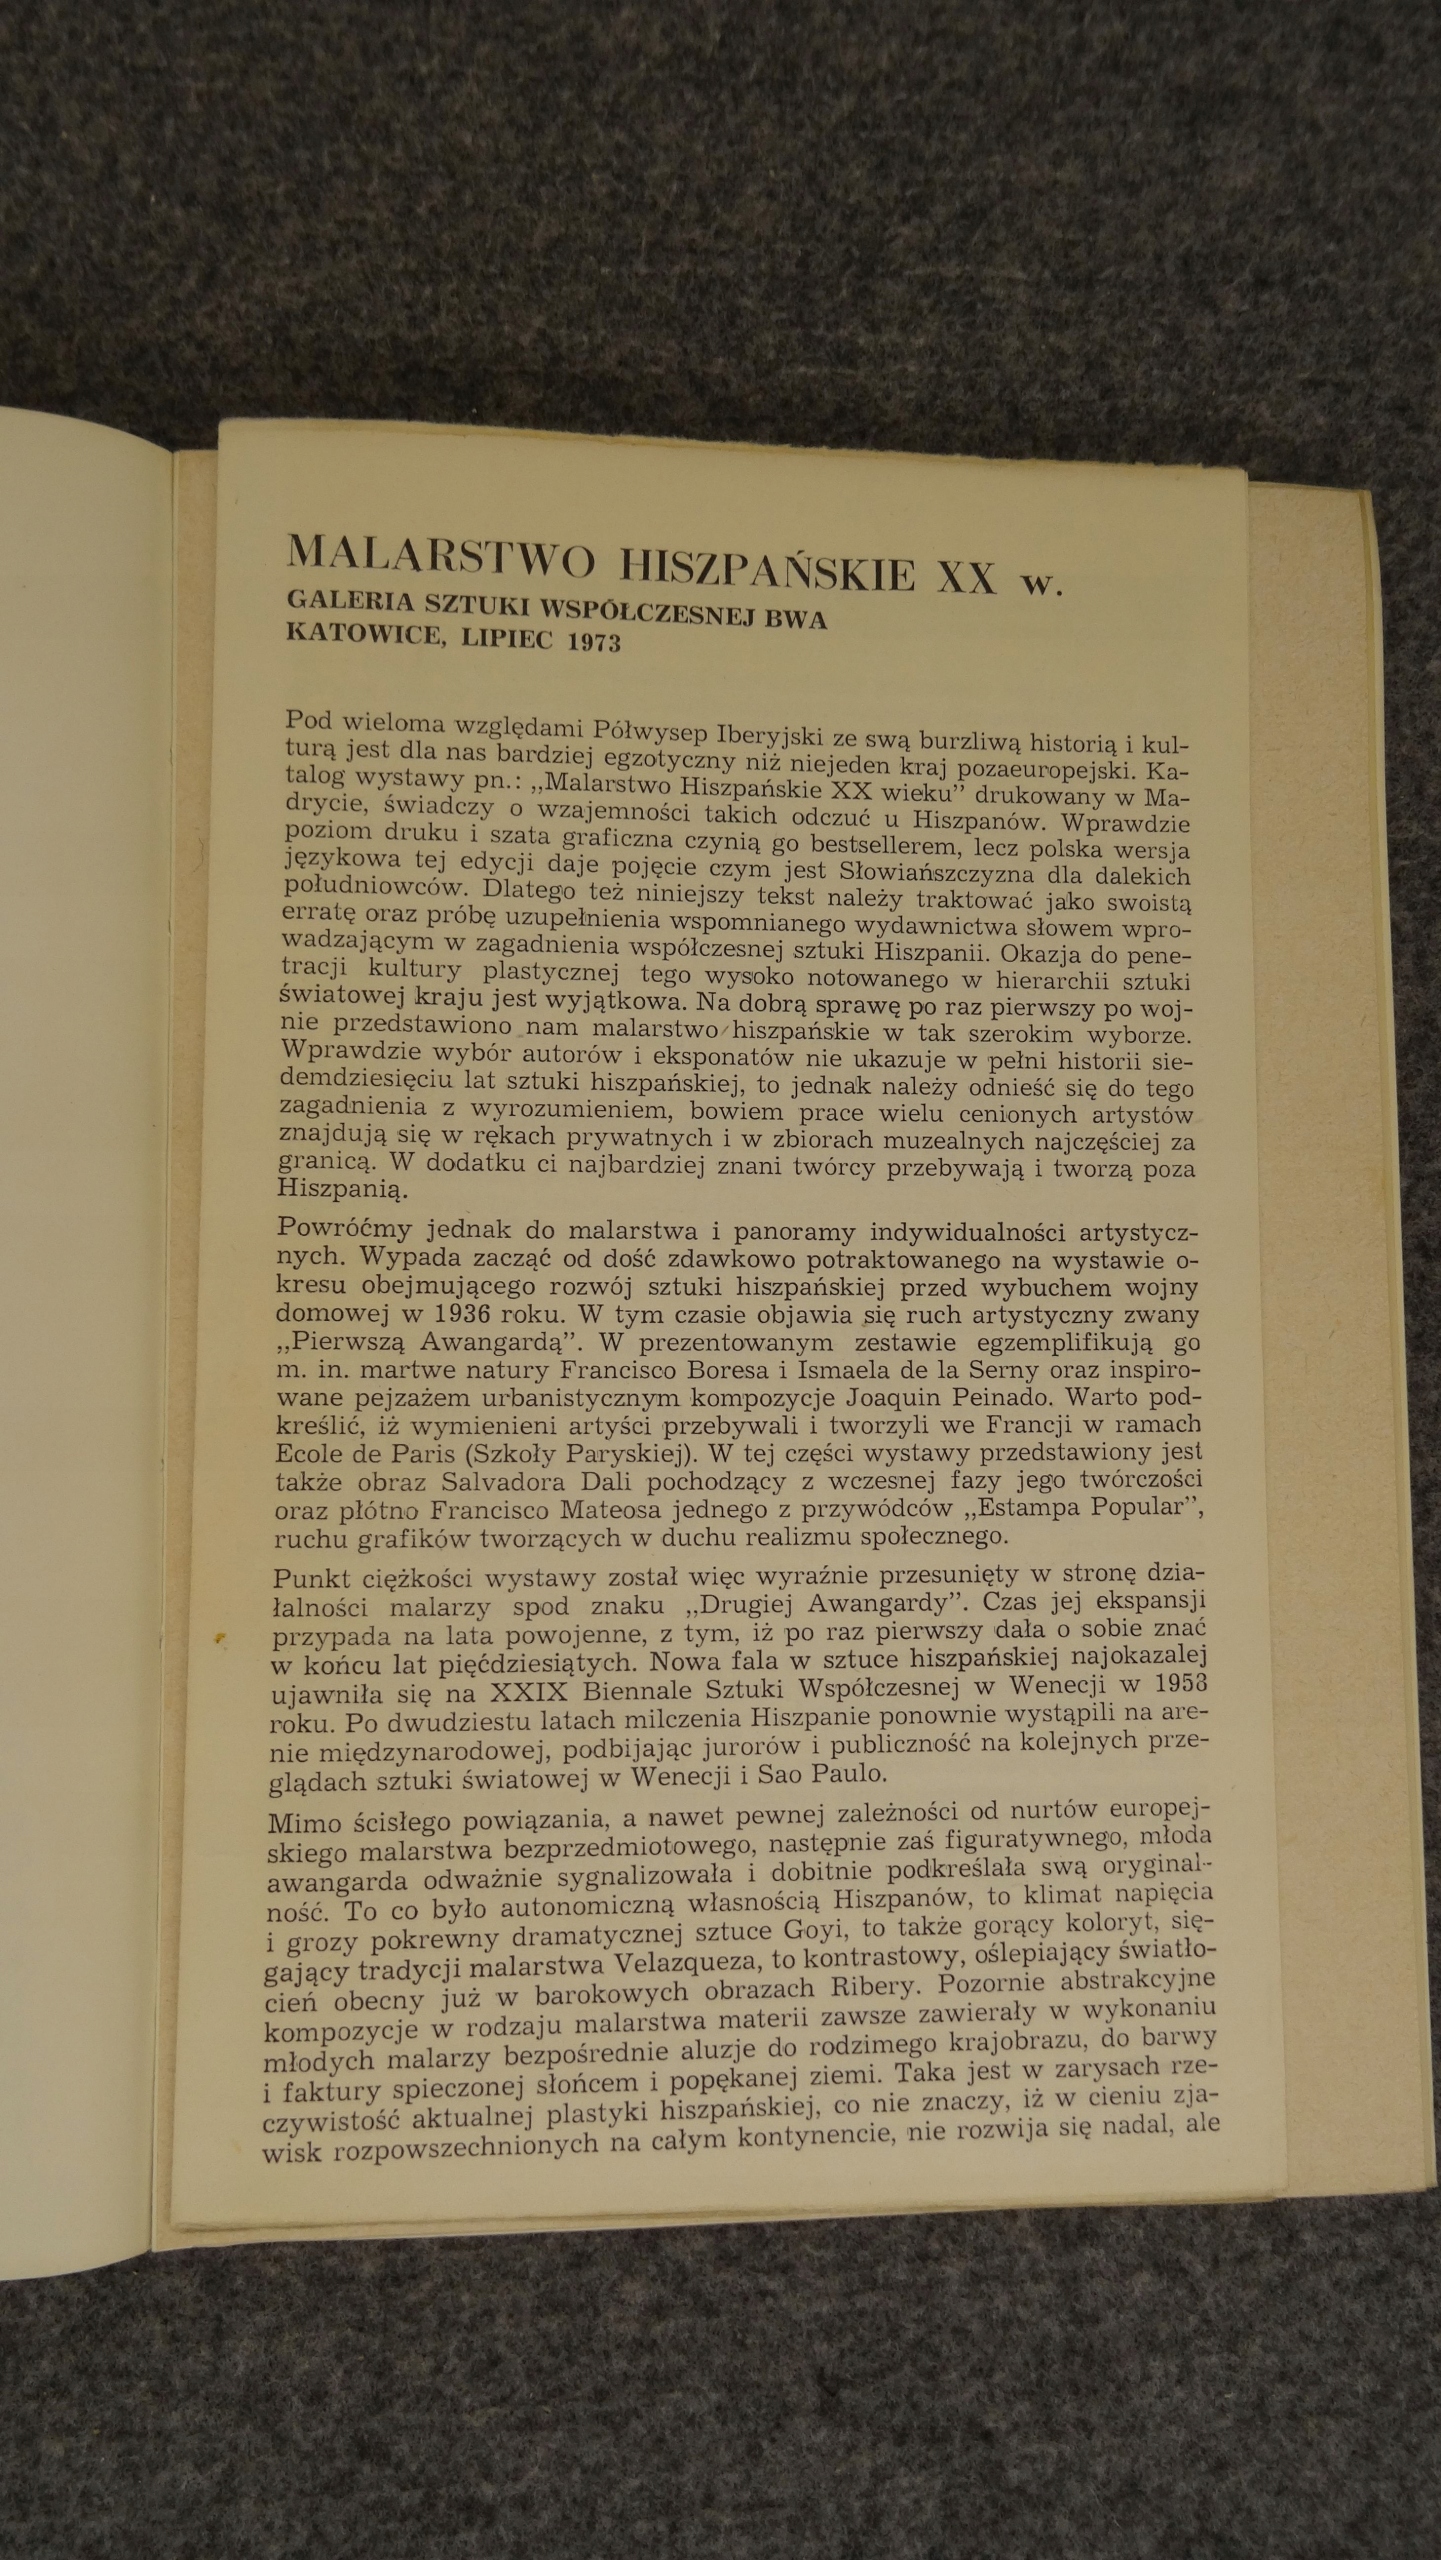 MALARSTWO HISZPAŃSKIE XX w.
GALERIA SZTUKI WSPÓŁCZESNEJ BWA
KATOWICE, LIPIEC 1973
Pod wieloma względami Półwysep Iberyjski ze swą burzliwą historią i kul-
turą jest dla nas bardziej egzotyczny niż niejeden kraj pozaeuropejski. Ka-
talog wystawy pn.: „Malarstwo Hiszpańskie XX wieku” drukowany w Ma-
drycie, świadczy o wzajemności takich odczuć u Hiszpanów. Wprawdzie
poziom druku i szata graficzna czynią go bestsellerem, lecz polska wersja
językowa tej edycji daje pojęcie czym jest Słowiańszczyzna dla dalekich
południowców. Dlatego też niniejszy tekst należy traktować jako swoistą
erratę oraz próbę uzupełnienia wspomnianego wydawnictwa słowem wpro-
wadzającym w zagadnienia współczesnej sztuki Hiszpanii. Okazja do pene-
tracji kultury plastycznej tego wysoko notowanego w hierarchii sztuki
światowej kraju jest wyjątkowa. Na dobrą sprawę po raz pierwszy po woj-
nie przedstawiono nam malarstwo hiszpańskie w tak szerokim wyborze.
Wprawdzie wybór autorów i eksponatów nie ukazuje w pełni historii sie-
demdziesięciu lat sztuki hiszpańskiej, to jednak należy odnieść się do tego
zagadnienia z wyrozumieniem, bowiem prace wielu cenionych artystów
znajdują się w rękach prywatnych i w zbiorach muzealnych najczęściej za
granicą. W dodatku ci najbardziej znani twórcy przebywają i tworzą poza
Hiszpanią.
Powróćmy jednak do malarstwa i panoramy indywidualności artystycz-
nych. Wypada zacząć od dość zdawkowo potraktowanego na wystawie o-
kresu obejmującego rozwój sztuki hiszpańskiej przed wybuchem wojny
domowej w 1936 roku. W tym czasie objawia się ruch artystyczny zwany
„Pierwszą Awangardą”. W prezentowanym zestawie egzemplifikują go
m. in. martwe natury Francisco Boresa i Ismaela de la Serny oraz inspiro-
wane pejzażem urbanistycznym kompozycje Joaquin Peinado. Warto pod-
kreślić, iż wymienieni artyści przebywali i tworzyli we Francji w ramach
Ecole de Paris (Szkoły Paryskiej). W tej części wystawy przedstawiony jest
także obraz Salvadora Dali pochodzący z wczesnej fazy jego twórczości
oraz płótno Francisco Mateosa jednego z przywódców „Estampa Popular”,
ruchu grafików tworzących w duchu realizmu społecznego.
Punkt ciężkości wystawy został więc wyraźnie przesunięty w stronę dzia-
łalności malarzy spod znaku „Drugiej Awangardy”. Czas jej ekspansji
przypada na lata powojenne, z tym, iż po raz pierwszy dała o sobie znać
w końcu lat pięćdziesiątych. Nowa fala w sztuce hiszpańskiej najokazalej
ujawniła się na XXIX Biennale Sztuki Współczesnej w Wenecji w 1958
roku. Po dwudziestu latach milczenia Hiszpanie ponownie wystąpili na are-
nie międzynarodowej, podbijając jurorów i publiczność na kolejnych prze-
glądach sztuki światowej w Wenecji i Sao Paulo.
Mimo ścisłego powiązania, a nawet pewnej zależności od nurtów europej-
skiego malarstwa bezprzedmiotowego, następnie zaś figuratywnego, młoda
awangarda odważnie sygnalizowała i dobitnie podkreślała swą oryginal-
ność. To co było autonomiczną własnością Hiszpanów, to klimat napięcia
i grozy pokrewny dramatycznej sztuce Goyi, to także gorący koloryt, się-
gający tradycji malarstwa Velazqueza, to kontrastowy, oślepiający światło-
cień obecny już w barokowych obrazach Ribery. Pozornie abstrakcyjne
kompozycje w rodzaju malarstwa materii zawsze zawierały w wykonaniu
młodych malarzy bezpośrednie aluzje do rodzimego krajobrazu, do barwy
i faktury spieczonej słońcem i popękanej ziemi. Taka jest w zarysach rze-
czywistość aktualnej plastyki hiszpańskiej, co nie znaczy, iż w cieniu zja-
wisk rozpowszechnionych na całym kontynencie, nie rozwija się nadal, ale